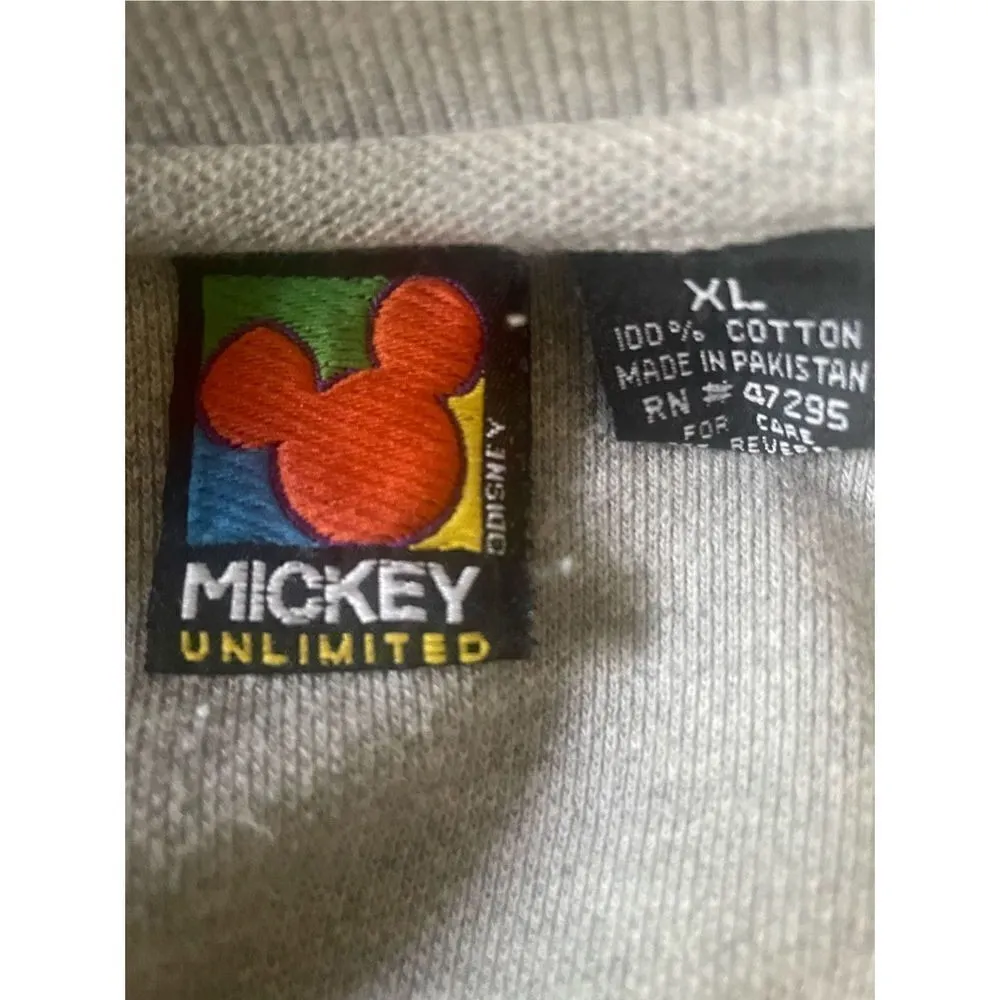 ©DISNEY
MICKEY
UNLIMITED
XL
100% COTTON
MADE IN PAKISTAN
RN # 47295
FOR CARE